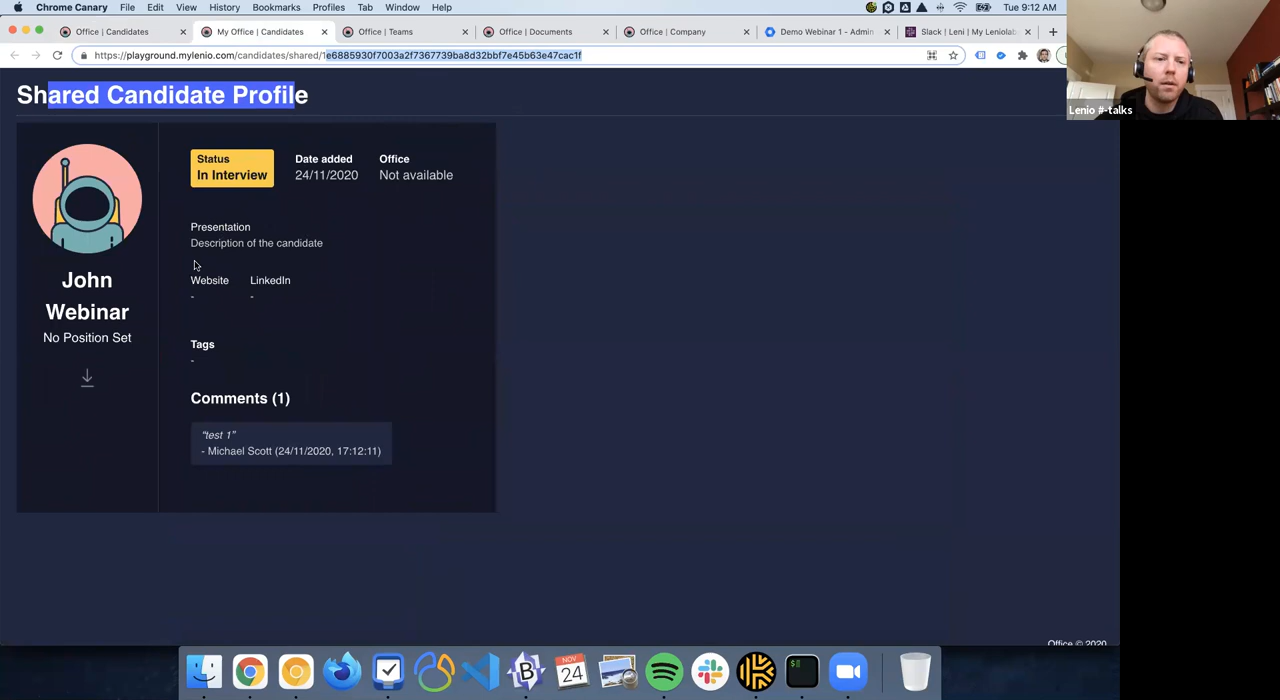 Chrome Canary File Edit View History Bookmarks Profiles Tab Window Help Tue 9:12 AM
Office | Candidates My Office | Candidates Office | Teams Office | Documents Office | Company Demo Webinar 1 - Admin Slack | Leni | My Leniolab
https://playground.mylenio.com/candidates/shared/1e6885930f7003a2f7367739ba8d32bbf7e45b63e47cac1f
Lenio #-talks
Shared Candidate Profile
Status
In Interview
Date added
24/11/2020
Office
Not available
Presentation
Description of the candidate
John
Webinar
No Position Set
Website LinkedIn
- -
Tags
-
Comments (1)
"test 1"
- Michael Scott (24/11/2020, 17:12:11)
Office © 2020
NOV
24